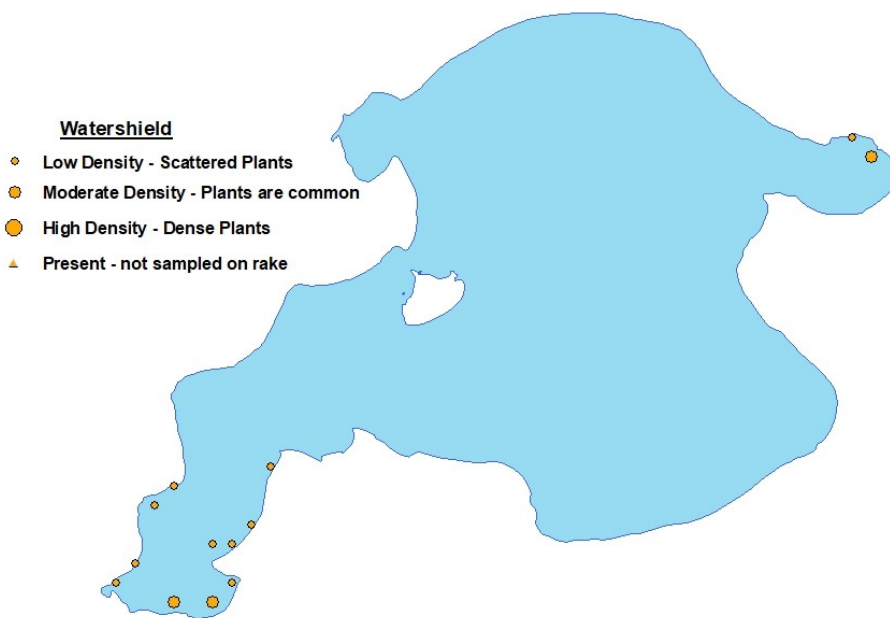 Watershield
Low Density - Scattered Plants
Moderate Density - Plants are common
High Density - Dense Plants
Present - not sampled on rake